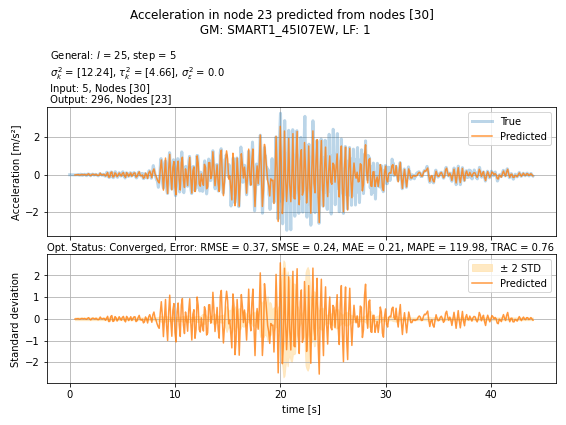 Acceleration in node 23 predicted from nodes [30]
GM: SMART1_45I07EW, LF: 1
General: l = 25, step = 5
σ_k^2 = [12.24], τ_k^2 = [4.66], σ_ε^2 = 0.0
Input: 5, Nodes [30]
Output: 296, Nodes [23]
True
Predicted
Acceleration [m/s²]
2
0
−2
Opt. Status: Converged, Error: RMSE = 0.37, SMSE = 0.24, MAE = 0.21, MAPE = 119.98, TRAC = 0.76
± 2 STD
Predicted
Standard deviation
2
1
0
−1
−2
0 10 20 30 40
time [s]